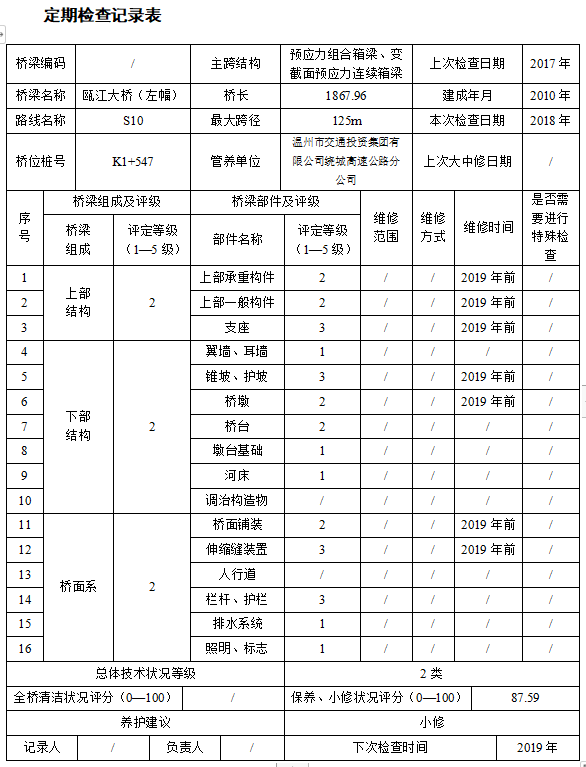 定期检查记录表
桥梁编码 / 主跨结构 预应力组合箱梁、变截面预应力连续箱梁 上次检查日期 2017 年
桥梁名称 瓯江大桥（左幅） 桥长 1867.96 建成年月 2010 年
路线名称 S10 最大跨径 125m 本次检查日期 2018 年
桥位桩号 K1+547 管养单位 温州市交通投资集团有限公司绕城高速公路分公司 上次大中修日期 /
序号 桥梁组成及评级 桥梁部件及评级 维修范围 维修方式 维修时间 是否需要进行特殊检查
桥梁组成 评定等级（1—5 级） 部件名称 评定等级（1—5 级）
1 上部结构 2 上部承重构件 2 / / 2019 年前 /
2 上部一般构件 2 / / 2019 年前 /
3 支座 3 / / 2019 年前 /
4 下部结构 2 翼墙、耳墙 1 / / / /
5 锥坡、护坡 3 / / 2019 年前 /
6 桥墩 2 / / 2019 年前 /
7 桥台 2 / / / /
8 墩台基础 1 / / / /
9 河床 1 / / / /
10 调治构造物 / / / / /
11 桥面系 2 桥面铺装 2 / / 2019 年前 /
12 伸缩缝装置 3 / / 2019 年前 /
13 人行道 / / / / /
14 栏杆、护栏 3 / / / /
15 排水系统 1 / / / /
16 照明、标志 1 / / / /
总体技术状况等级 2 类
全桥清洁状况评分（0—100） / 保养、小修状况评分（0—100） 87.59
养护建议 小修
记录人 / 负责人 / 下次检查时间 2019 年